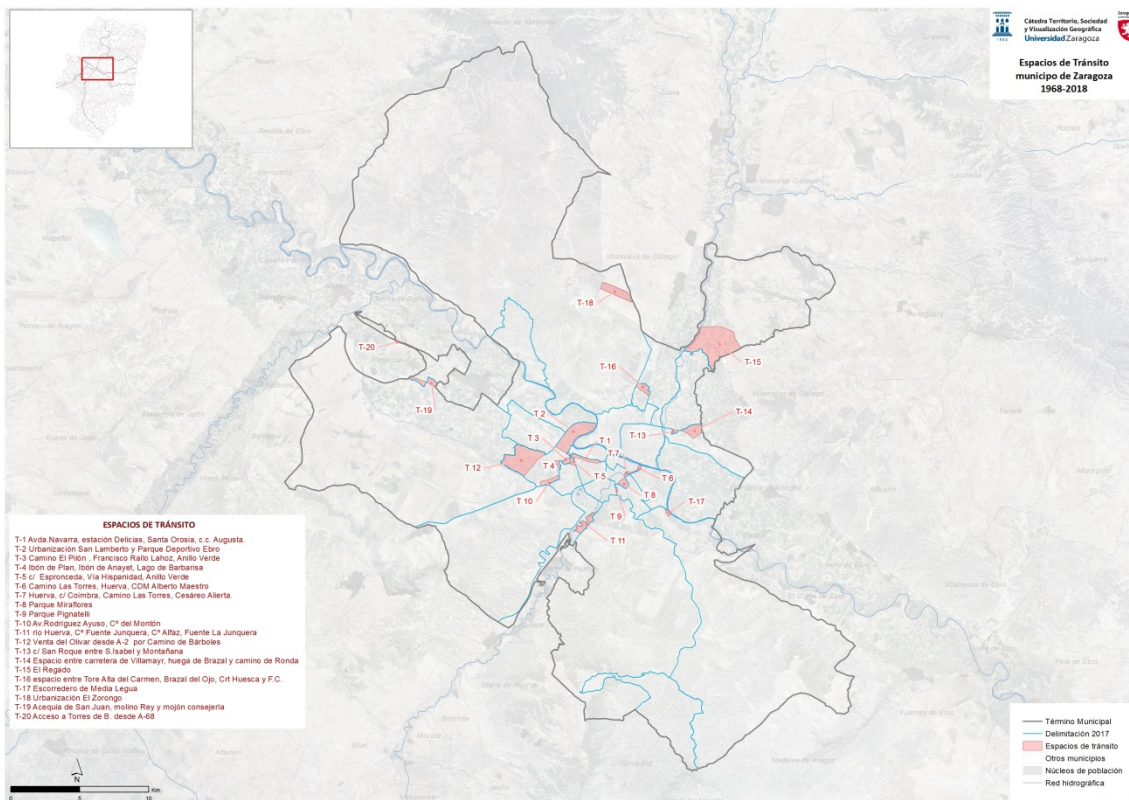 Cátedra Territorio, Sociedad
y Visualización Geográfica
Universidad Zaragoza
1542
Espacios de Tránsito
municipo de Zaragoza
1968-2018
T-18
T-20
T-15
T-16
T-19
T 2
T-14
T-13
T 3
T 1
T.7
T 12
T 4
T 5
T 6
T 10
T 8
T-17
T 9
T 11
Villanueva de Gállego
ESPACIOS DE TRÁNSITO
T-1 Avda.Navarra, estación Delicias, Santa Orosia, c.c. Augusta.
T-2 Urbanización San Lamberto y Parque Deportivo Ebro
T-3 Camino El Pilón , Francisco Rallo Lahoz, Anillo Verde
T-4 Ibón de Plan, Ibón de Anayet, Lago de Barbarisa
T-5 c/ Espronceda, Vía Hispanidad, Anillo Verde
T-6 Camino Las Torres, Huerva, CDM Alberto Maestro
T-7 Huerva, c/ Coimbra, Camino Las Torres, Cesáreo Alierta.
T-8 Parque Miraflores
T-9 Parque Pignatelli
T-10 Av.Rodríguez Ayuso, Cº del Montón
T-11 río Huerva, Cº Fuente Junquera, Cº Alfaz, Fuente La Junquera
T-12 Venta del Olivar desde A-2 por Camino de Bárboles
T-13 c/ San Roque entre S.Isabel y Montañana
T-14 Espacio entre carretera de Villamayr, huega de Brazal y camino de Ronda
T-15 El Regado
T-16 espacio entre Tore Alta del Carmen, Brazal del Ojo, Crt Huesca y F.C.
T-17 Escorredero de Media Legua
T-18 Urbanización El Zorongo
T-19 Acequia de San Juan, molino Rey y mojón consejería
T-20 Acceso a Torres de B. desde A-68
N
0 5 10 Km
Término Municipal
Delimitación 2017
Espacios de tránsito
Otros municipios
Núcleos de población
Red hidrográfica